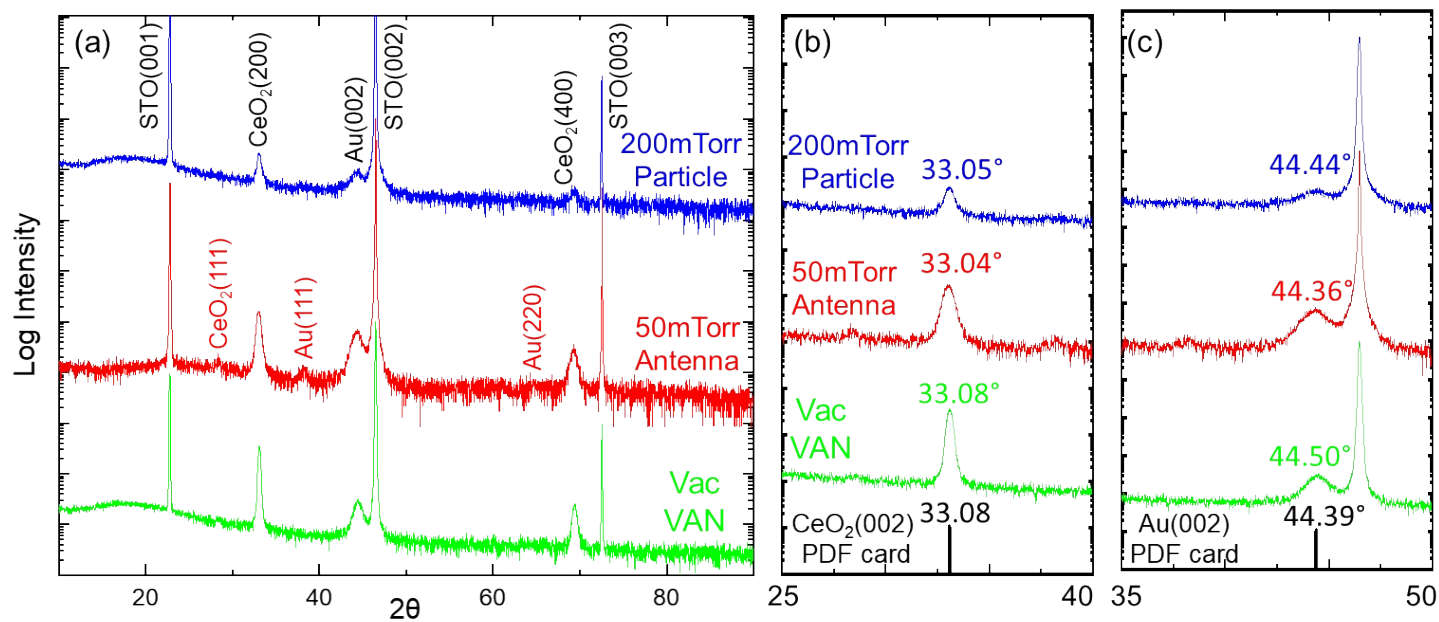 (a)
STO(001)
CeO₂(200)
Au(002)
STO(002)
CeO₂(400)
STO(003)
200mTorr
Particle
CeO₂(111)
Au(111)
Au(220)
50mTorr
Antenna
Vac
VAN
Log Intensity
20
40
60
80
2θ
(b)
200mTorr
Particle
33.05°
50mTorr
Antenna
33.04°
Vac
VAN
33.08°
CeO₂(002)
PDF card
33.08
25
40
(c)
44.44°
44.36°
44.50°
Au(002)
PDF card
44.39°
35
50